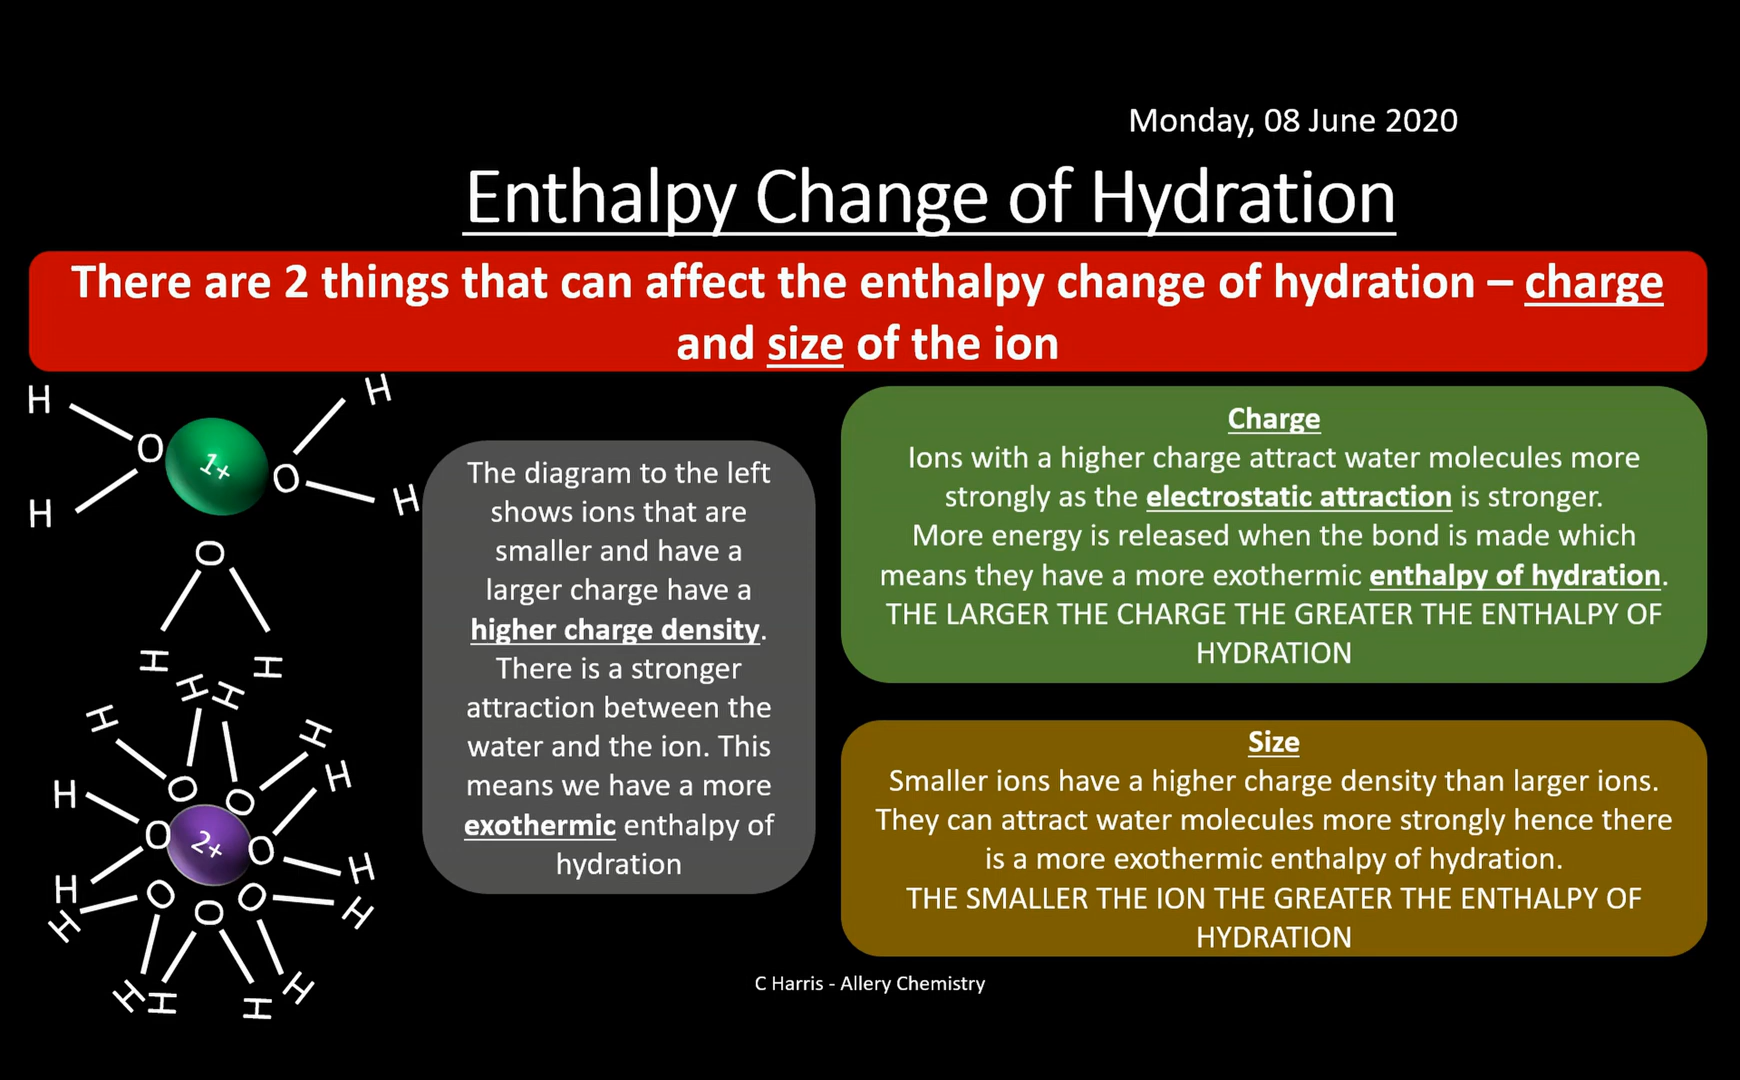 Monday, 08 June 2020
Enthalpy Change of Hydration
There are 2 things that can affect the enthalpy change of hydration – charge
and size of the ion
H
H
O
1+
O
H
H
O
H
H
The diagram to the left
shows ions that are
smaller and have a
larger charge have a
higher charge density.
There is a stronger
attraction between the
water and the ion. This
means we have a more
exothermic enthalpy of
hydration
Charge
Ions with a higher charge attract water molecules more
strongly as the electrostatic attraction is stronger.
More energy is released when the bond is made which
means they have a more exothermic enthalpy of hydration.
THE LARGER THE CHARGE THE GREATER THE ENTHALPY OF
HYDRATION
H H
H
H
H
H
O
O
O
2+
O
H
H
H
O
O
O
H
H
H
H
H
Size
Smaller ions have a higher charge density than larger ions.
They can attract water molecules more strongly hence there
is a more exothermic enthalpy of hydration.
THE SMALLER THE ION THE GREATER THE ENTHALPY OF
HYDRATION
C Harris - Allery Chemistry